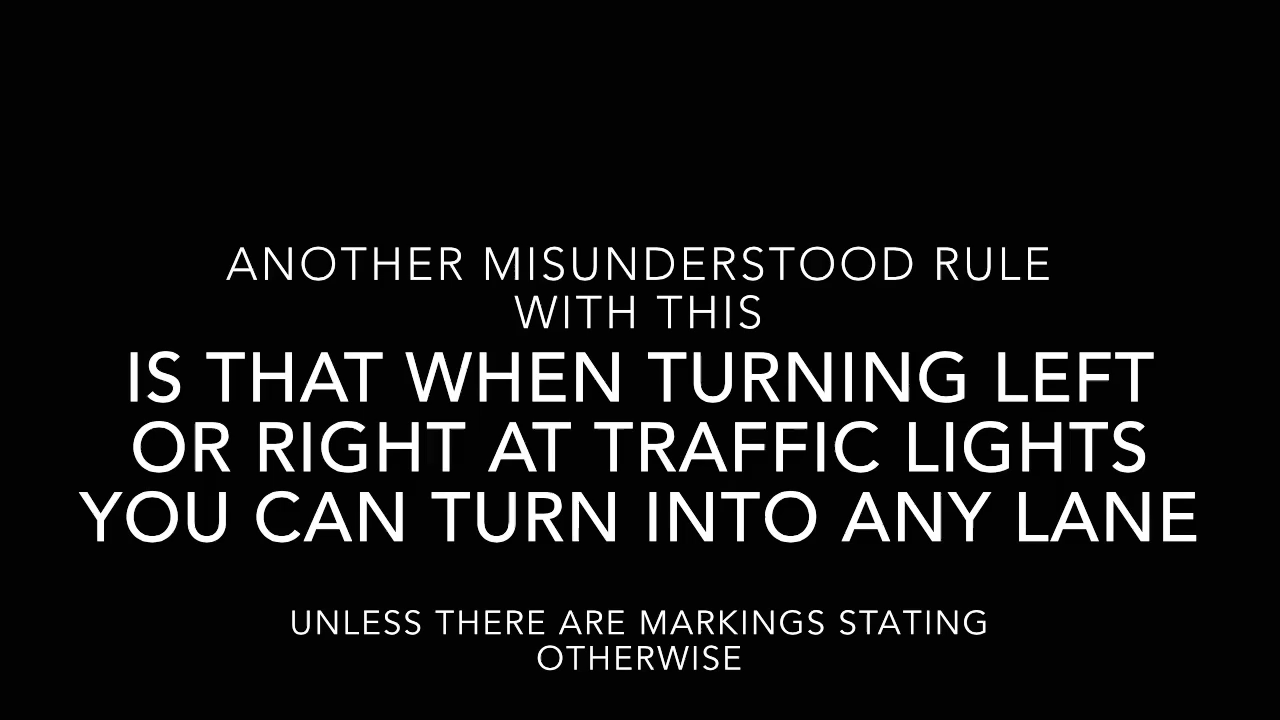 ANOTHER MISUNDERSTOOD RULE
WITH THIS
IS THAT WHEN TURNING LEFT
OR RIGHT AT TRAFFIC LIGHTS
YOU CAN TURN INTO ANY LANE
UNLESS THERE ARE MARKINGS STATING
OTHERWISE